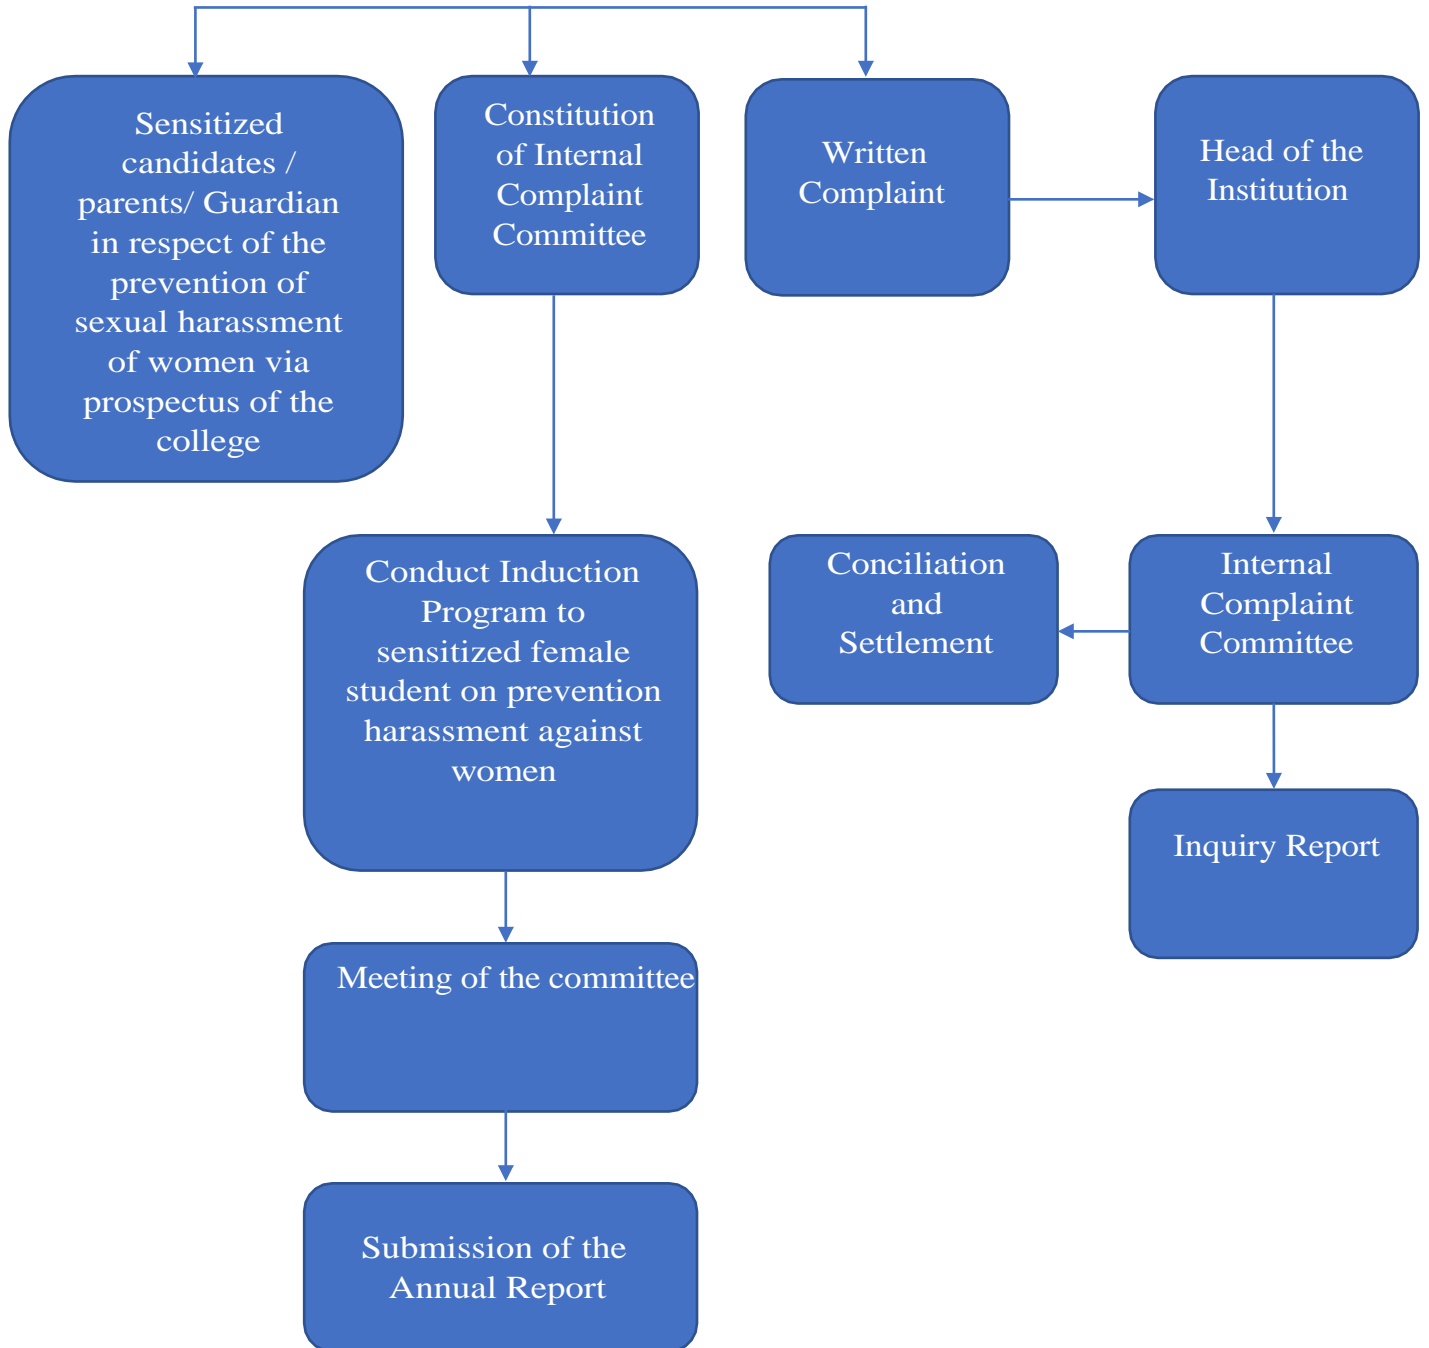 Sensitized
candidates /
parents/ Guardian
in respect of the
prevention of
sexual harassment
of women via
prospectus of the
college
Constitution
of Internal
Complaint
Committee
Written
Complaint
Head of the
Institution
Conduct Induction
Program to
sensitized female
student on prevention
harassment against
women
Conciliation
and
Settlement
Internal
Complaint
Committee
Inquiry Report
Meeting of the committee
Submission of the
Annual Report